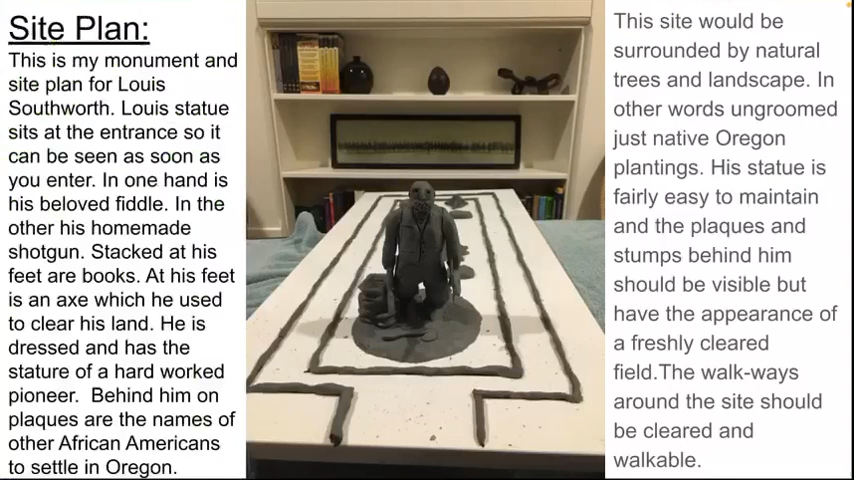 Site Plan:
This is my monument and
site plan for Louis
Southworth. Louis statue
sits at the entrance so it
can be seen as soon as
you enter. In one hand is
his beloved fiddle. In the
other his homemade
shotgun. Stacked at his
feet are books. At his feet
is an axe which he used
to clear his land. He is
dressed and has the
stature of a hard worked
pioneer.  Behind him on
plaques are the names of
other African Americans
to settle in Oregon.
This site would be
surrounded by natural
trees and landscape. In
other words ungroomed
just native Oregon
plantings. His statue is
fairly easy to maintain
and the plaques and
stumps behind him
should be visible but
have the appearance of
a freshly cleared
field.The walk-ways
around the site should
be cleared and
walkable.